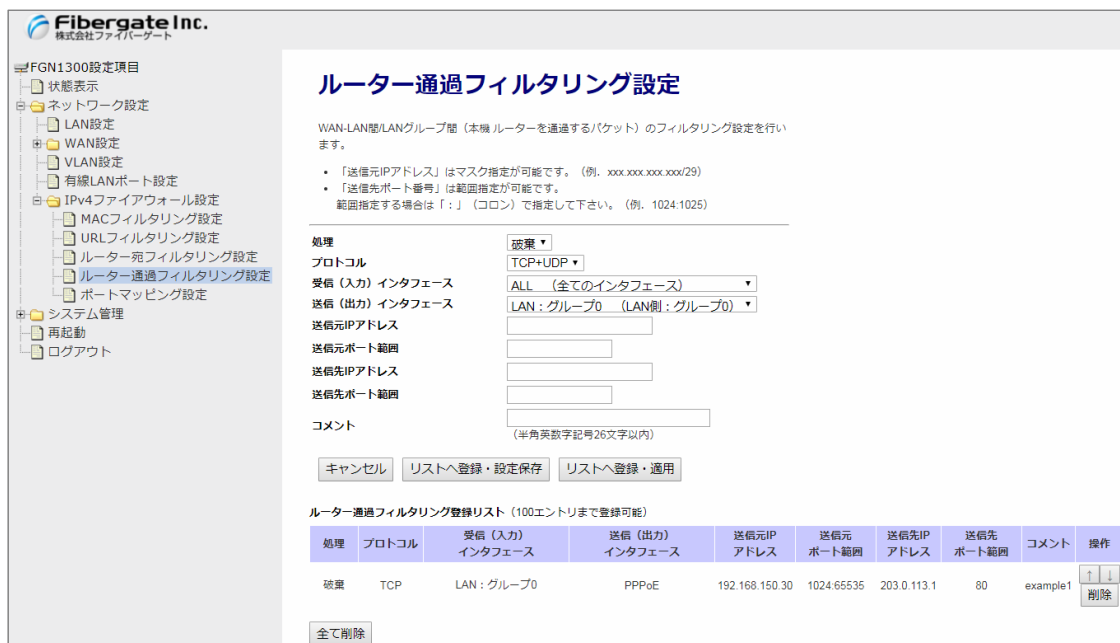 Fibergate Inc.
株式会社ファイバーゲート
FGN1300設定項目
状態表示
ネットワーク設定
LAN設定
WAN設定
VLAN設定
有線LANポート設定
IPv4ファイアウォール設定
MACフィルタリング設定
URLフィルタリング設定
ルーター宛フィルタリング設定
ルーター通過フィルタリング設定
ポートマッピング設定
システム管理
再起動
ログアウト
ルーター通過フィルタリング設定
WAN-LAN間/LANグループ間（本機 ルーターを通過するパケット）のフィルタリング設定を行い
ます。
・「送信元IPアドレス」はマスク指定が可能です。（例．xxx.xxx.xxx.xxx/29）
・「送信先ポート番号」は範囲指定が可能です。
範囲指定する場合は「：」（コロン）で指定して下さい。（例．1024:1025）
処理 破棄
プロトコル TCP+UDP
受信（入力）インタフェース ALL （全てのインタフェース）
送信（出力）インタフェース LAN：グループ0 （LAN側：グループ0）
送信元IPアドレス
送信元ポート範囲
送信先IPアドレス
送信先ポート範囲
コメント
（半角英数字記号26文字以内）
キャンセル リストへ登録・設定保存 リストへ登録・適用
ルーター通過フィルタリング登録リスト（100エントリまで登録可能）
処理 プロトコル 受信（入力）インタフェース 送信（出力）インタフェース 送信元IPアドレス 送信元ポート範囲 送信先IPアドレス 送信先ポート範囲 コメント 操作
破棄 TCP LAN：グループ0 PPPoE 192.168.150.30 1024:65535 203.0.113.1 80 example1 ↑ ↓
削除
全て削除